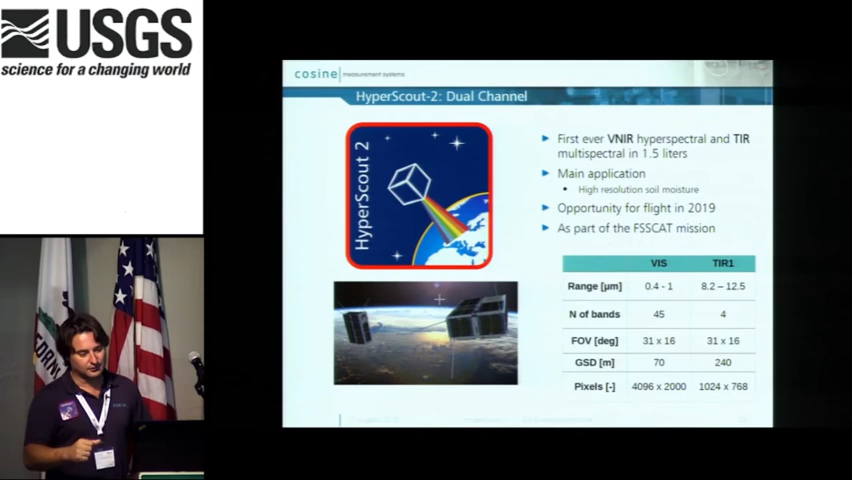 USGS
science for a changing world
cosine measurement systems
HyperScout-2: Dual Channel
HyperScout 2
First ever VNIR hyperspectral and TIR
multispectral in 1.5 liters
Main application
High resolution soil moisture
Opportunity for flight in 2019
As part of the FSSCAT mission
VIS TIR1
Range [µm] 0.4 - 1 8.2 – 12.5
N of bands 45 4
FOV [deg] 31 x 16 31 x 16
GSD [m] 70 240
Pixels [-] 4096 x 2000 1024 x 768